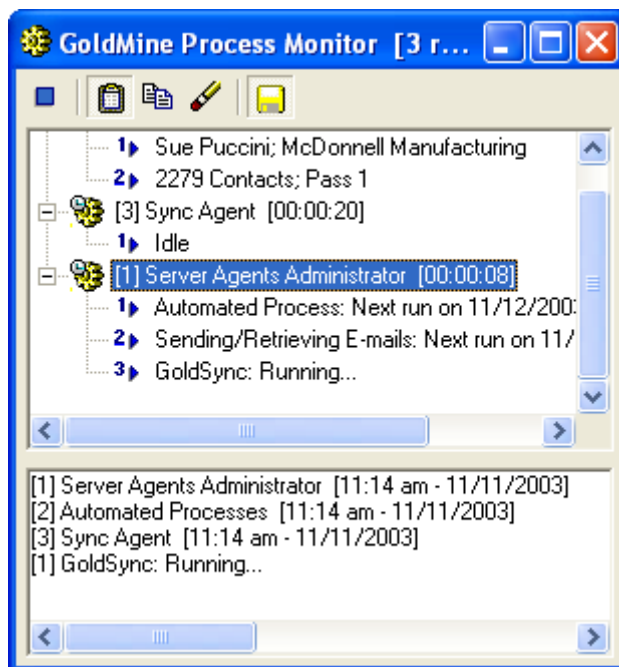 GoldMine Process Monitor [3 r...
1 Sue Puccini; McDonnell Manufacturing
2 2279 Contacts; Pass 1
[3] Sync Agent [00:00:20]
1 Idle
[1] Server Agents Administrator [00:00:08]
1 Automated Process: Next run on 11/12/200
2 Sending/Retrieving E-mails: Next run on 11/
3 GoldSync: Running...
[1] Server Agents Administrator [11:14 am - 11/11/2003]
[2] Automated Processes [11:14 am - 11/11/2003]
[3] Sync Agent [11:14 am - 11/11/2003]
[1] GoldSync: Running...